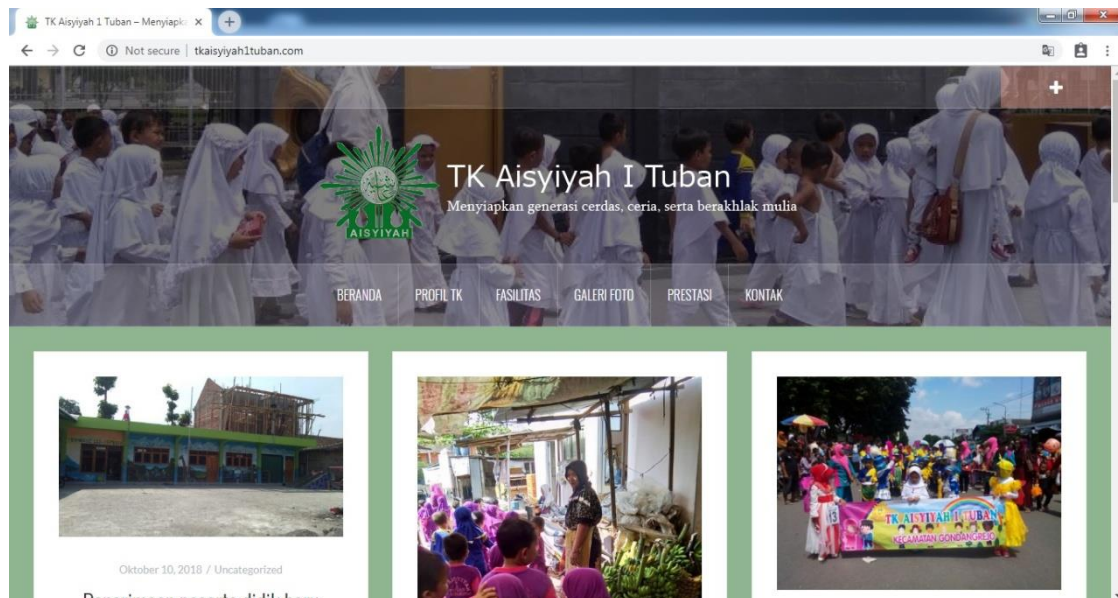 TK Aisyiyah 1 Tuban – Menyiapk
Not secure | tkaisyiyah1tuban.com
AISYIYAH
TK Aisyiyah I Tuban
Menyiapkan generasi cerdas, ceria, serta berakhlak mulia
BERANDA PROFIL TK FASILITAS GALERI FOTO PRESTASI KONTAK
13
TK AISYIYAH I TUBAN
KECAMATAN GONDANGREJO
Oktober 10, 2018 / Uncategorized